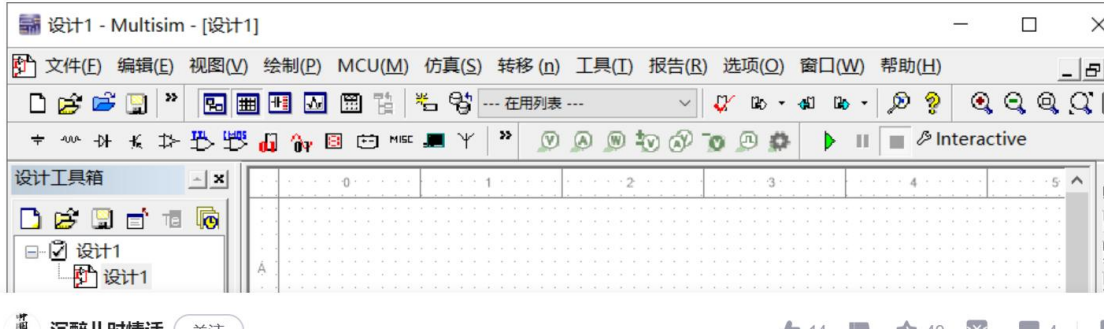 设计1 - Multisim - [设计1]
文件(F) 编辑(E) 视图(V) 绘制(P) MCU(M) 仿真(S) 转移 (n) 工具(T) 报告(R) 选项(O) 窗口(W) 帮助(H)
--- 在用列表 ---
MISC Interactive
设计工具箱
0 1 2 3 4 5
设计1
设计1
A